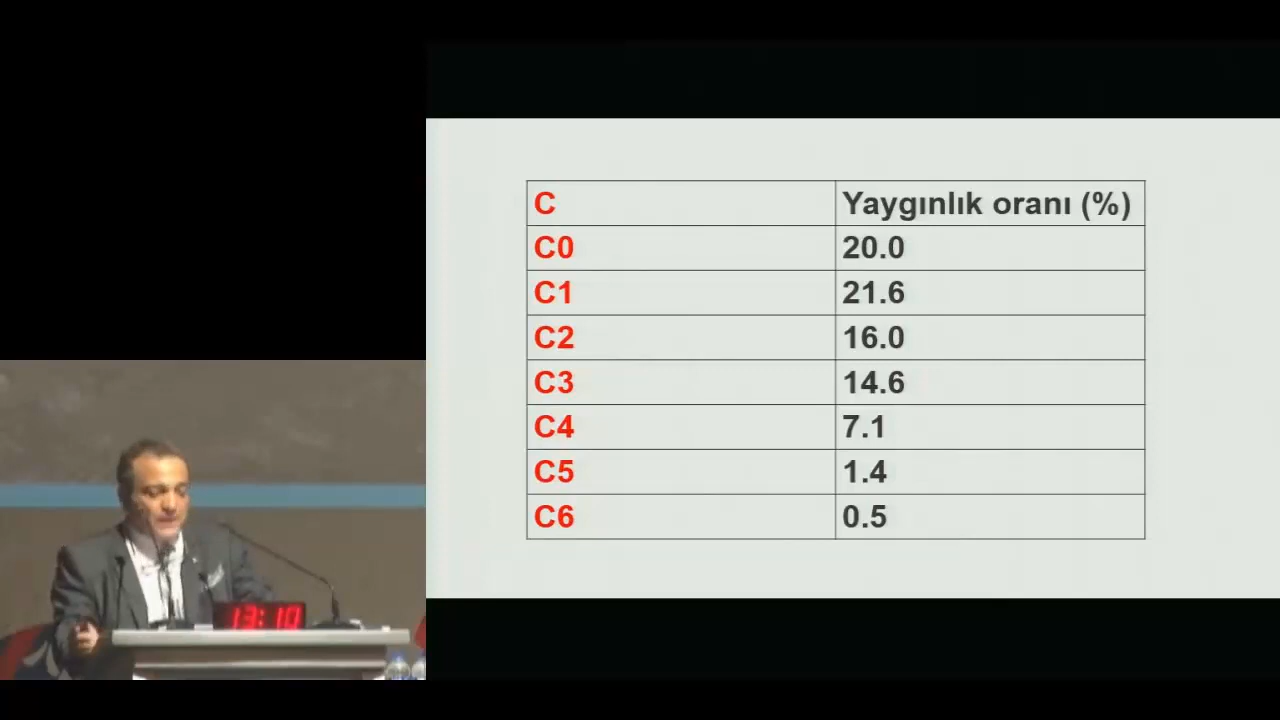 C Yaygınlık oranı (%)
C0 20.0
C1 21.6
C2 16.0
C3 14.6
C4 7.1
C5 1.4
C6 0.5
13:10